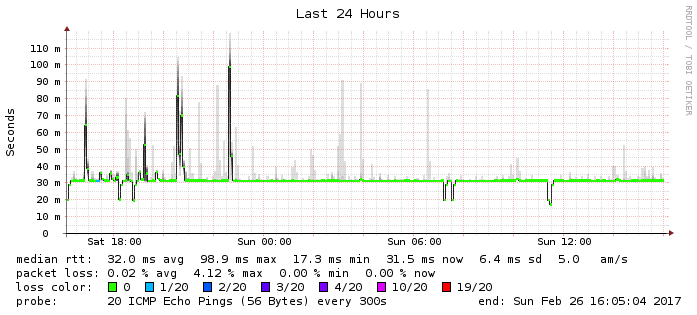 Last 24 Hours
RRDTOOL / TOBI OETIKER
Seconds
110 m
100 m
90 m
80 m
70 m
60 m
50 m
40 m
30 m
20 m
10 m
0
Sat 18:00 Sun 00:00 Sun 06:00 Sun 12:00
median rtt: 32.0 ms avg 98.9 ms max 17.3 ms min 31.5 ms now 6.4 ms sd 5.0 am/s
packet loss: 0.02 % avg 4.12 % max 0.00 % min 0.00 % now
loss color: 0 1/20 2/20 3/20 4/20 10/20 19/20
probe: 20 ICMP Echo Pings (56 Bytes) every 300s end: Sun Feb 26 16:05:04 2017